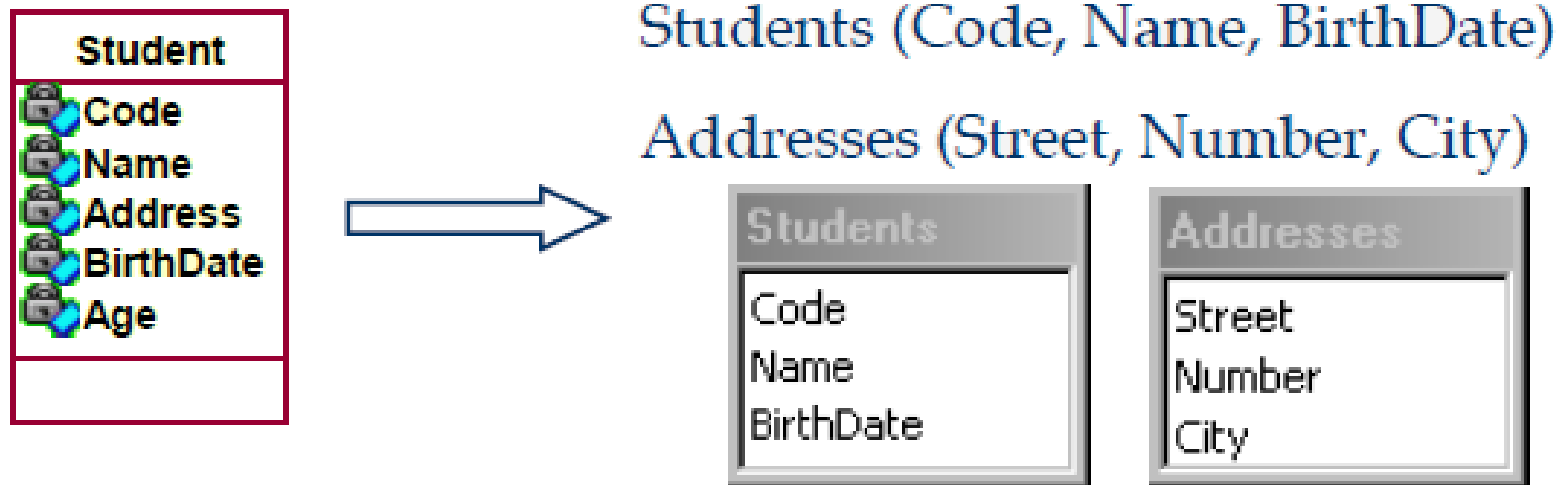 Student
Code
Name
Address
BirthDate
Age
Students (Code, Name, BirthDate)
Addresses (Street, Number, City)
Students
Code
Name
BirthDate
Addresses
Street
Number
City